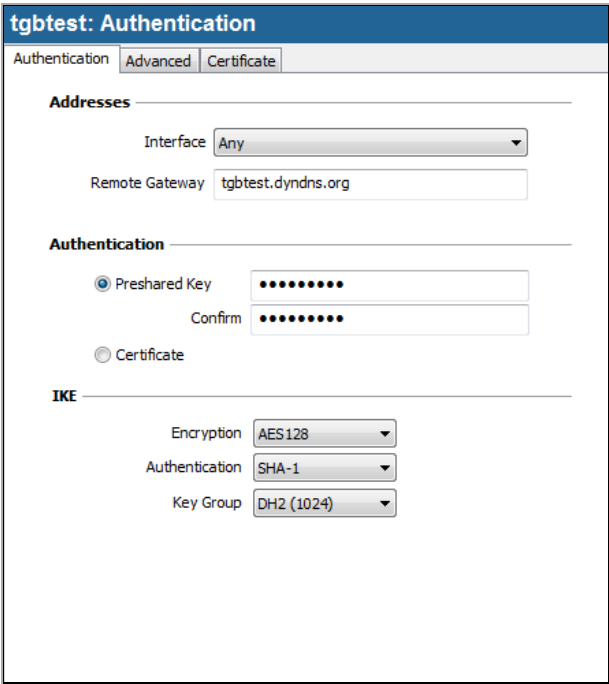 tgbtest: Authentication
Authentication Advanced Certificate
Addresses
Interface Any
Remote Gateway tgbtest.dyndns.org
Authentication
Preshared Key •••••••••
Confirm •••••••••
Certificate
IKE
Encryption AES128
Authentication SHA-1
Key Group DH2 (1024)